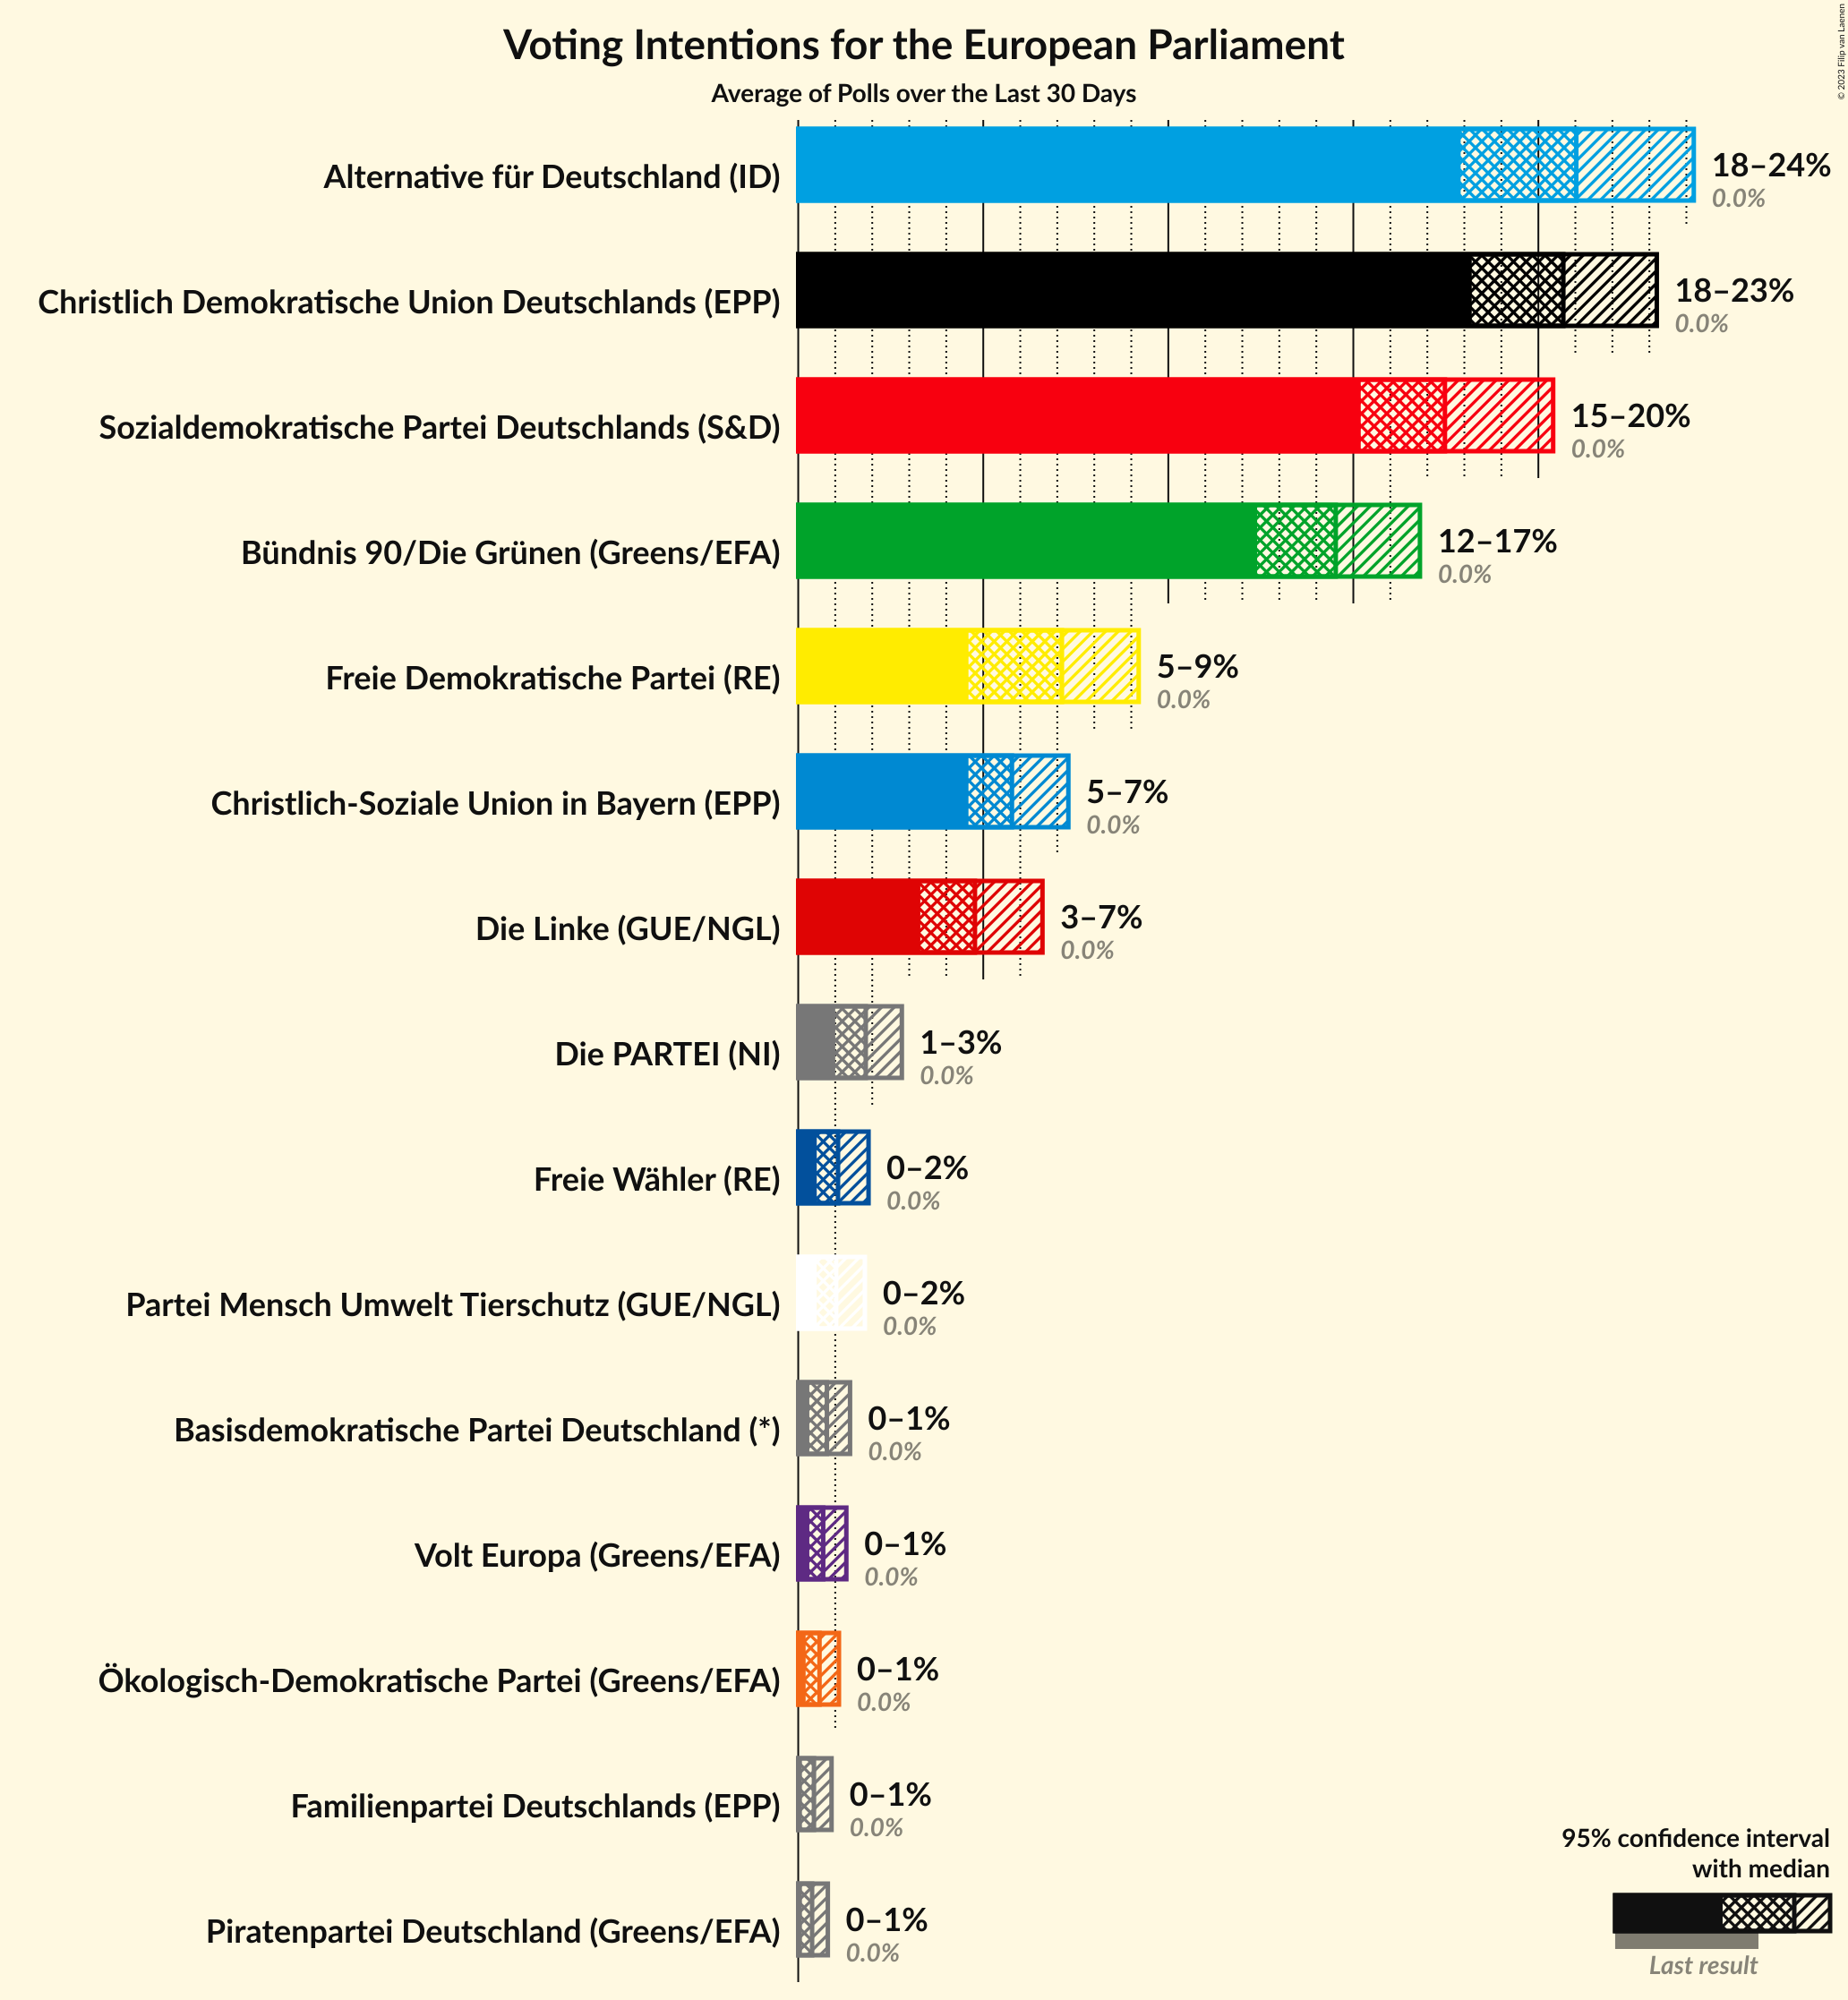 Voting Intentions for the European Parliament
Average of Polls over the Last 30 Days
© 2023 Filip van Laenen
Alternative für Deutschland (ID)
18–24%
0.0%
Christlich Demokratische Union Deutschlands (EPP)
18–23%
0.0%
Sozialdemokratische Partei Deutschlands (S&D)
15–20%
0.0%
Bündnis 90/Die Grünen (Greens/EFA)
12–17%
0.0%
Freie Demokratische Partei (RE)
5–9%
0.0%
Christlich-Soziale Union in Bayern (EPP)
5–7%
0.0%
Die Linke (GUE/NGL)
3–7%
0.0%
Die PARTEI (NI)
1–3%
0.0%
Freie Wähler (RE)
0–2%
0.0%
Partei Mensch Umwelt Tierschutz (GUE/NGL)
0–2%
0.0%
Basisdemokratische Partei Deutschland (*)
0–1%
0.0%
Volt Europa (Greens/EFA)
0–1%
0.0%
Ökologisch-Demokratische Partei (Greens/EFA)
0–1%
0.0%
Familienpartei Deutschlands (EPP)
0–1%
0.0%
Piratenpartei Deutschland (Greens/EFA)
0–1%
0.0%
95% confidence interval
with median
Last result